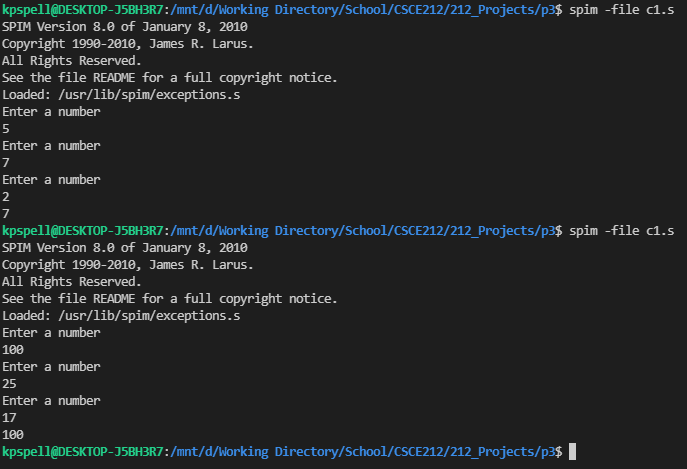 kpspell@DESKTOP-J5BH3R7:/mnt/d/Working Directory/School/CSCE212/212_Projects/p3$ spim -file c1.s
SPIM Version 8.0 of January 8, 2010
Copyright 1990-2010, James R. Larus.
All Rights Reserved.
See the file README for a full copyright notice.
Loaded: /usr/lib/spim/exceptions.s
Enter a number
5
Enter a number
7
Enter a number
2
7
kpspell@DESKTOP-J5BH3R7:/mnt/d/Working Directory/School/CSCE212/212_Projects/p3$ spim -file c1.s
SPIM Version 8.0 of January 8, 2010
Copyright 1990-2010, James R. Larus.
All Rights Reserved.
See the file README for a full copyright notice.
Loaded: /usr/lib/spim/exceptions.s
Enter a number
100
Enter a number
25
Enter a number
17
100
kpspell@DESKTOP-J5BH3R7:/mnt/d/Working Directory/School/CSCE212/212_Projects/p3$